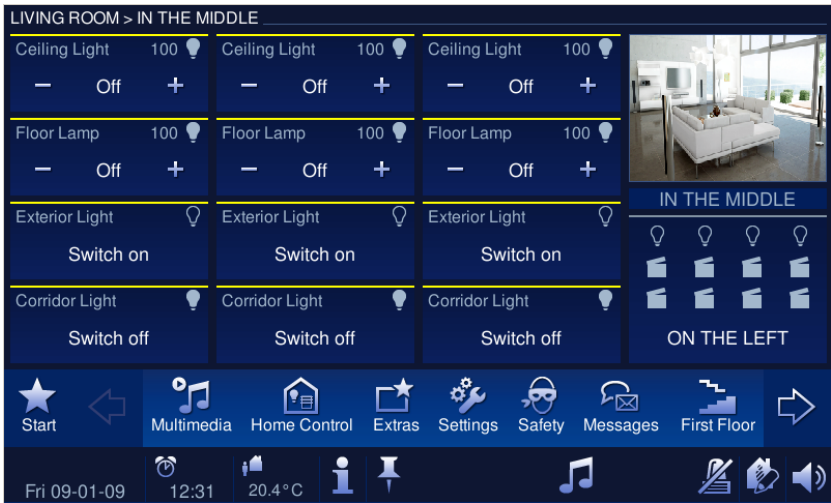 LIVING ROOM > IN THE MIDDLE
Ceiling Light 100 Ceiling Light 100 Ceiling Light 100
− Off + − Off + − Off +
Floor Lamp 100 Floor Lamp 100 Floor Lamp 100
− Off + − Off + − Off +
IN THE MIDDLE
Exterior Light Exterior Light Exterior Light
Switch on Switch on Switch on
Corridor Light Corridor Light Corridor Light
Switch off Switch off Switch off
ON THE LEFT
Start Multimedia Home Control Extras Settings Safety Messages First Floor
Fri 09-01-09 12:31 20.4°C